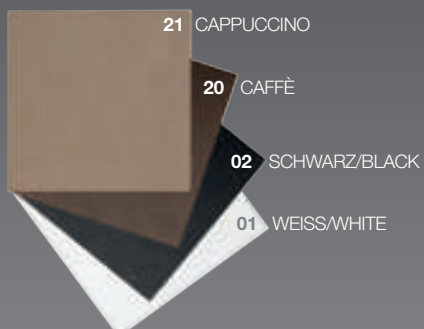 21 CAPPUCCINO
20 CAFFÈ
02 SCHWARZ/BLACK
01 WEISS/WHITE